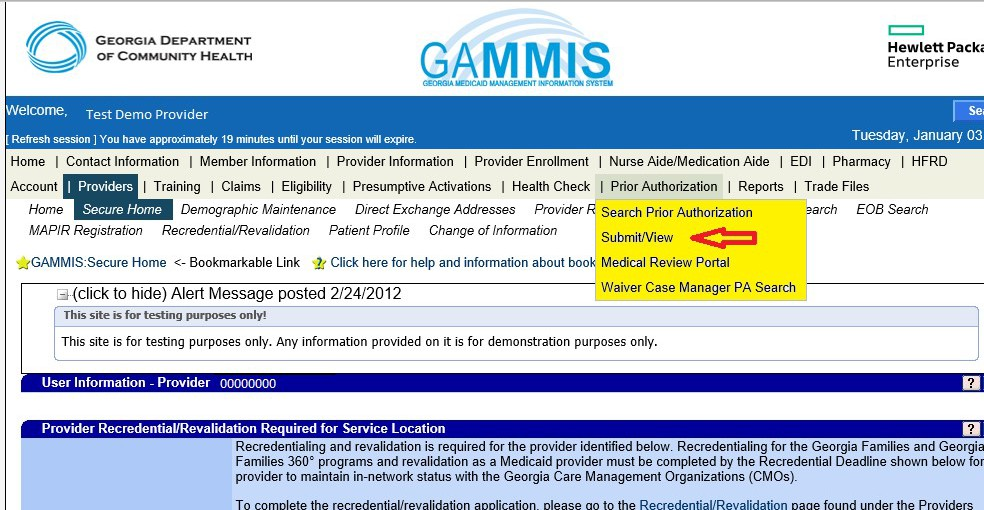 GEORGIA DEPARTMENT
OF COMMUNITY HEALTH
GAMMIS
GEORGIA MEDICAID MANAGEMENT INFORMATION SYSTEM
Hewlett Packa
Enterprise
Welcome, Test Demo Provider
Sea
[ Refresh session ] You have approximately 19 minutes until your session will expire.
Tuesday, January 03
Home | Contact Information | Member Information | Provider Information | Provider Enrollment | Nurse Aide/Medication Aide | EDI | Pharmacy | HFRD
Account | Providers | Training | Claims | Eligibility | Presumptive Activations | Health Check | Prior Authorization | Reports | Trade Files
Home Secure Home Demographic Maintenance Direct Exchange Addresses Provider R earch EOB Search
MAPIR Registration Recredential/Revalidation Patient Profile Change of Information
Search Prior Authorization
Submit/View
Medical Review Portal
Waiver Case Manager PA Search
GAMMIS:Secure Home <- Bookmarkable Link ? Click here for help and information about book
(click to hide) Alert Message posted 2/24/2012
This site is for testing purposes only!
This site is for testing purposes only. Any information provided on it is for demonstration purposes only.
User Information - Provider 00000000 ?
Provider Recredential/Revalidation Required for Service Location ?
Recredentialing and revalidation is required for the provider identified below. Recredentialing for the Georgia Families and Georgia
Families 360° programs and revalidation as a Medicaid provider must be completed by the Recredential Deadline shown below for
provider to maintain in-network status with the Georgia Care Management Organizations (CMOs).
To complete the recredential/revalidation application, please go to the Recredential/Revalidation page found under the Providers